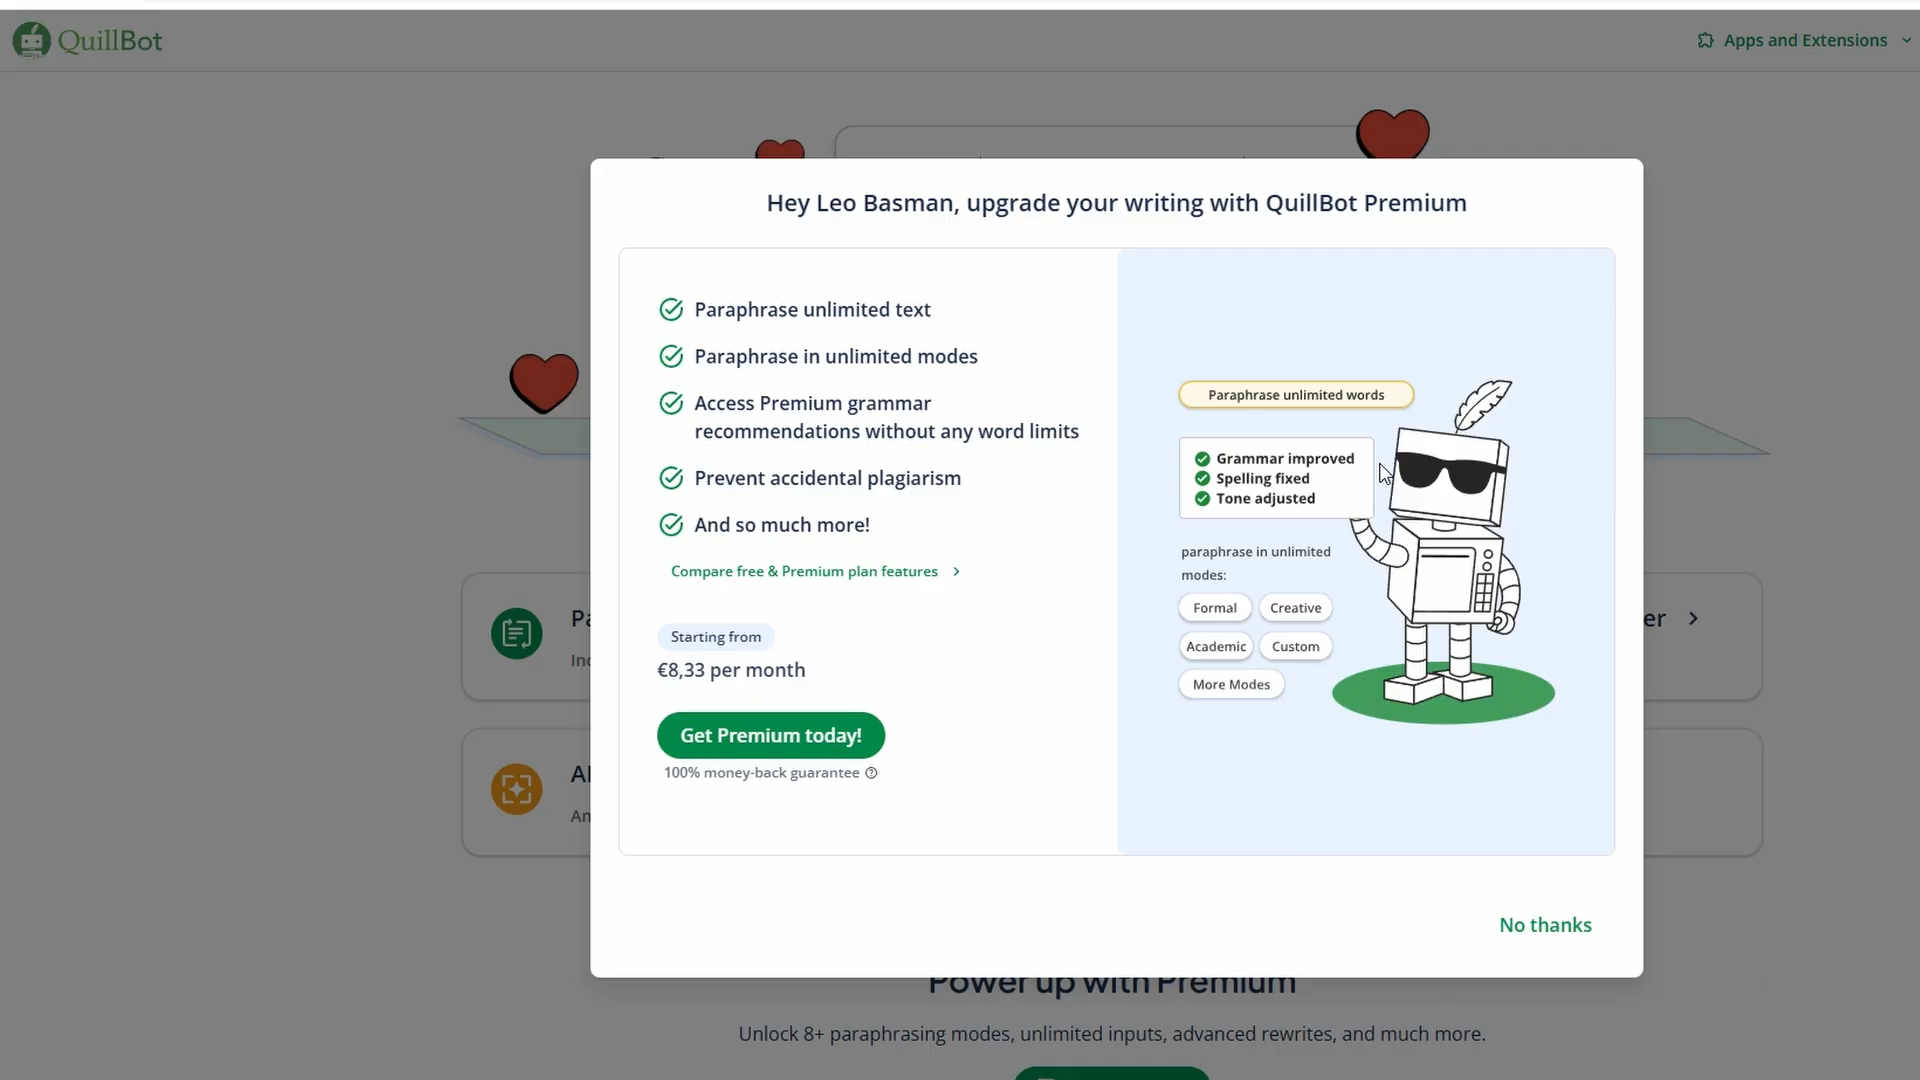 QuillBot
Apps and Extensions
Hey Leo Basman, upgrade your writing with QuillBot Premium
Paraphrase unlimited text
Paraphrase in unlimited modes
Access Premium grammar
recommendations without any word limits
Prevent accidental plagiarism
And so much more!
Compare free & Premium plan features
Starting from
€8,33 per month
Get Premium today!
100% money-back guarantee
Paraphrase unlimited words
Grammar improved
Spelling fixed
Tone adjusted
paraphrase in unlimited
modes:
Formal
Creative
Academic
Custom
More Modes
No thanks
Power up with Premium
Unlock 8+ paraphrasing modes, unlimited inputs, advanced rewrites, and much more.